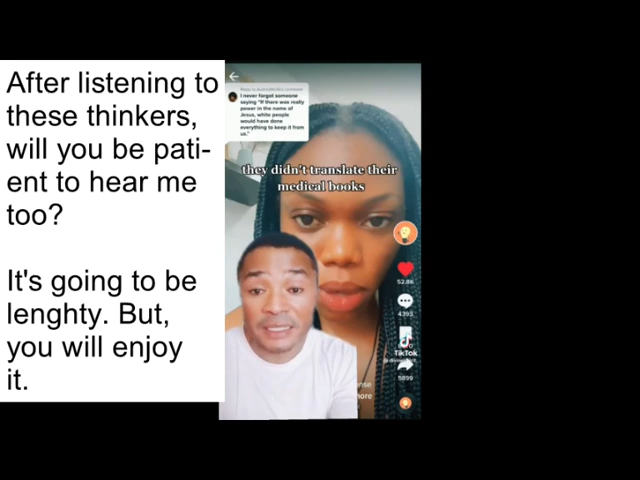 After listening to
these thinkers,
will you be pati-
ent to hear me
too?
It's going to be
lenghty. But,
you will enjoy
it.
I never forget someone
saying "If there was really
power in the name of
Jesus, white people
would have done
everything to keep it from
us."
they didn't translate their
medical books
52.8K
4393
TikTok
5899